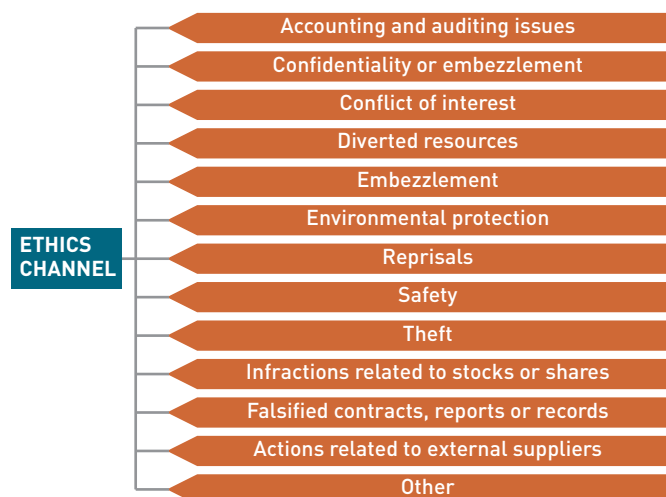 Accounting and auditing issues
Confidentiality or embezzlement
Conflict of interest
Diverted resources
Embezzlement
Environmental protection
ETHICS
CHANNEL
Reprisals
Safety
Theft
Infractions related to stocks or shares
Falsified contracts, reports or records
Actions related to external suppliers
Other